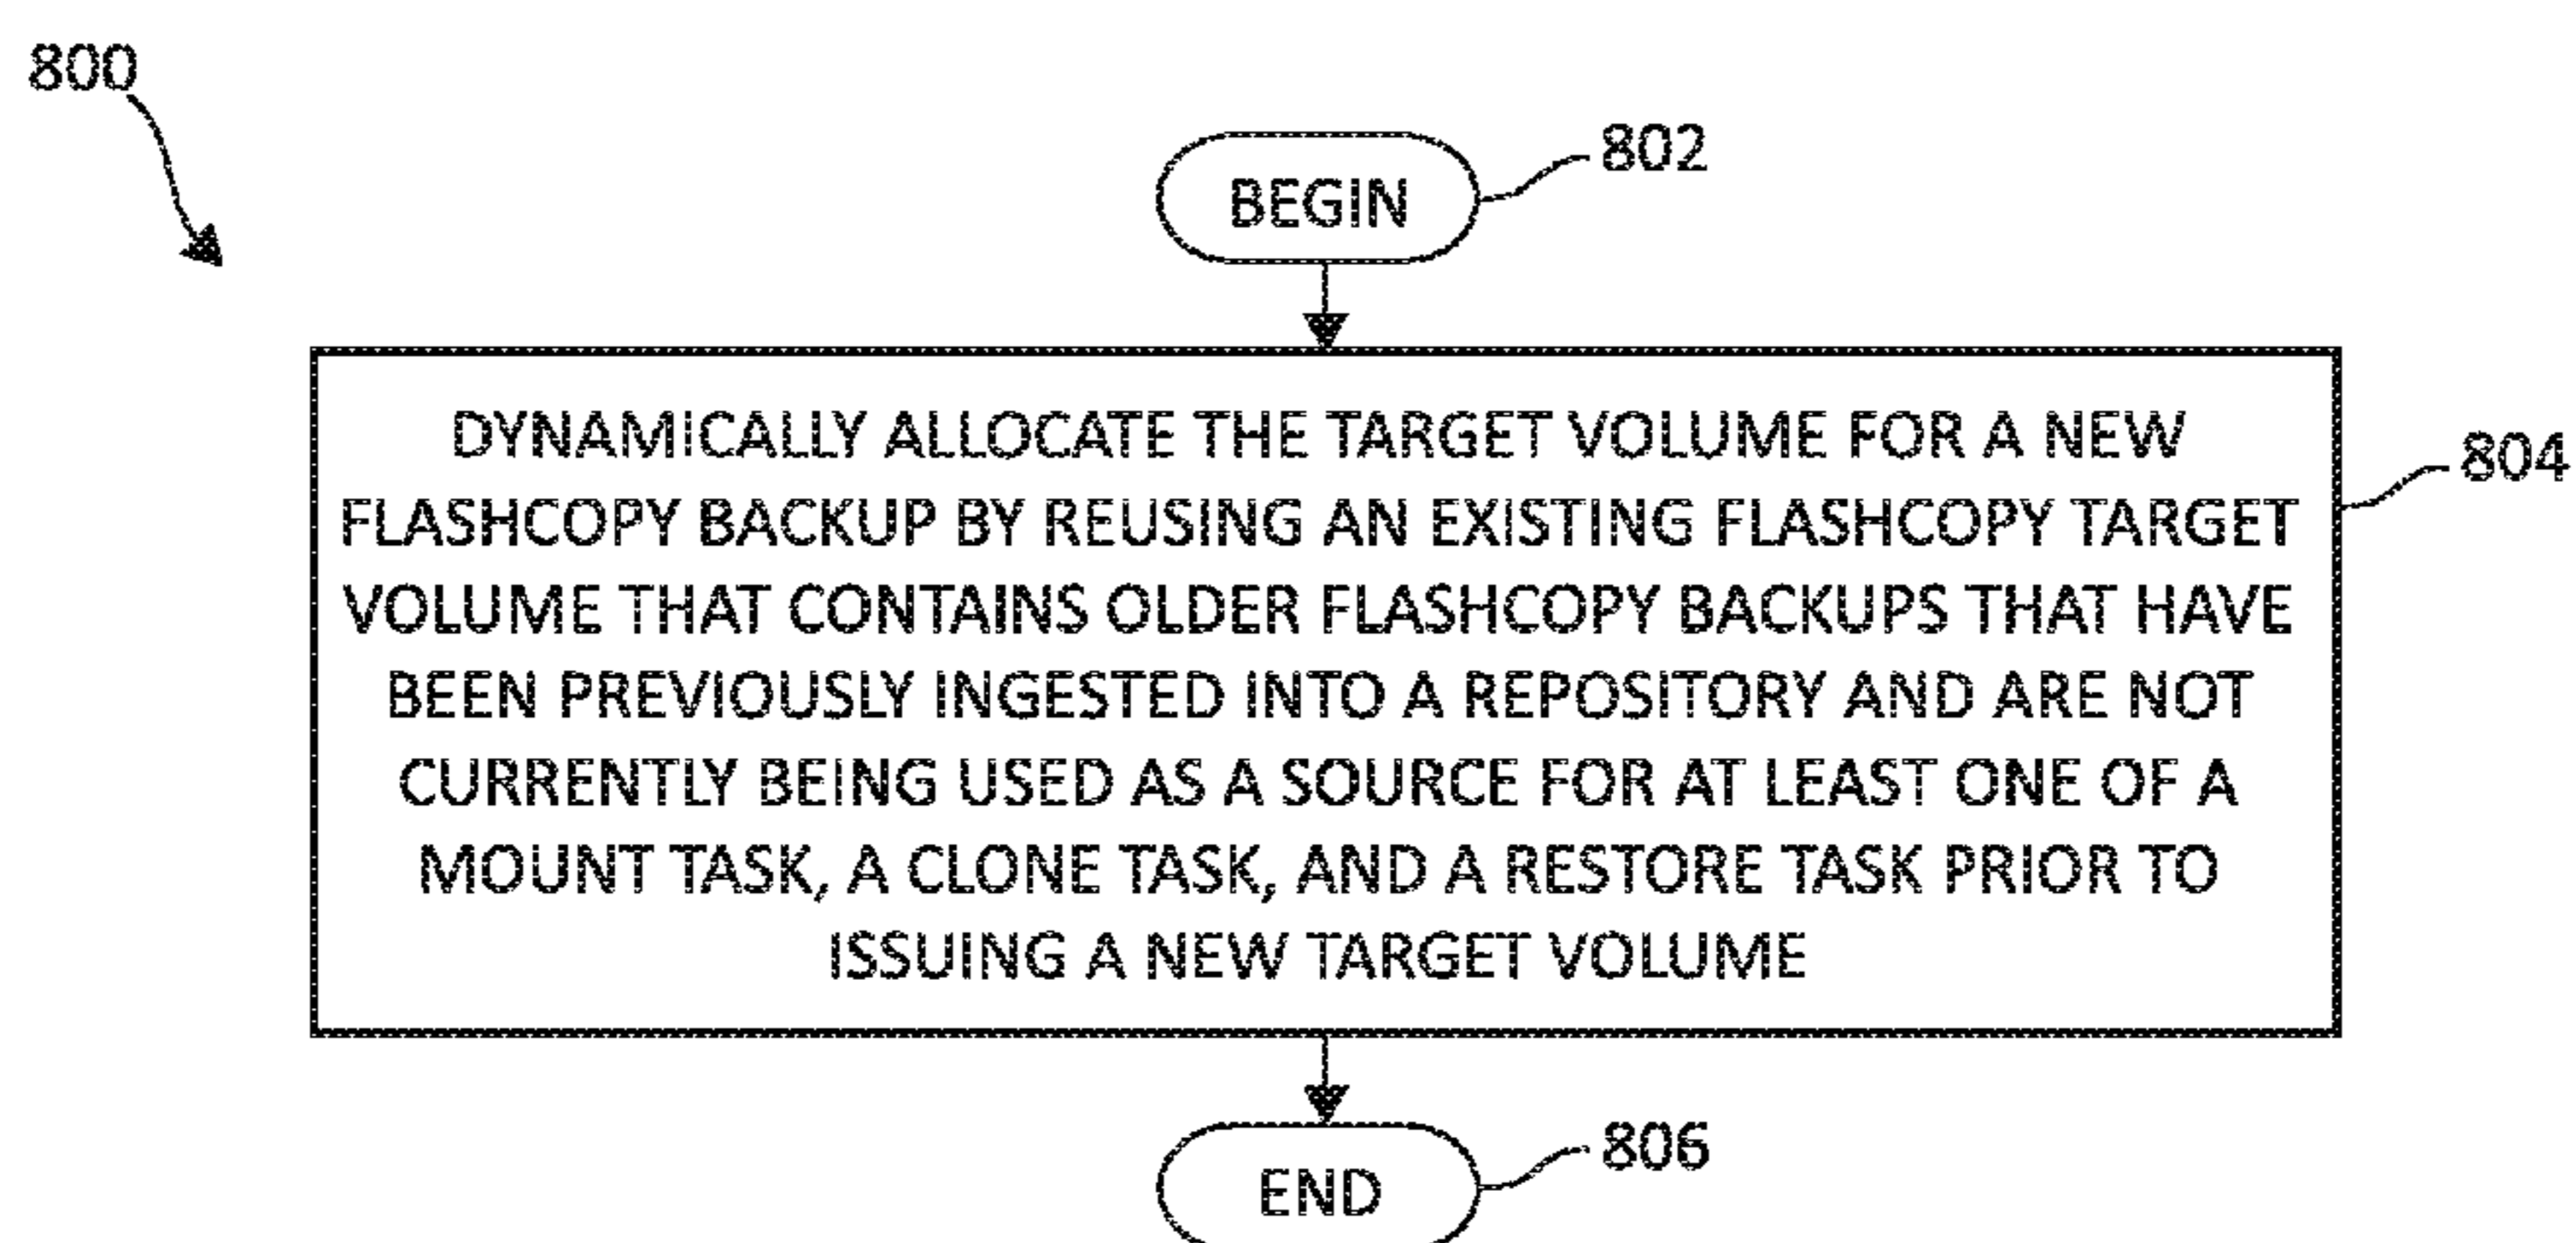 800
802
BEGIN
DYNAMICALLY ALLOCATE THE TARGET VOLUME FOR A NEW
804
FLASHCOPY BACKUP BY REUSING AN EXISTING FLASHCOPY TARGET
VOLUME THAT CONTAINS OLDER FLASHCOPY BACKUPS THAT HAVE
BEEN PREVIOUSLY INGESTED INTO A REPOSITORY AND ARE NOT
CURRENTLY BEING USED AS A SOURCE FOR AT LEAST ONE OF A
MOUNT TASK, A CLONE TASK, AND A RESTORE TASK PRIOR TO
ISSUING A NEW TARGET VOLUME
806
END